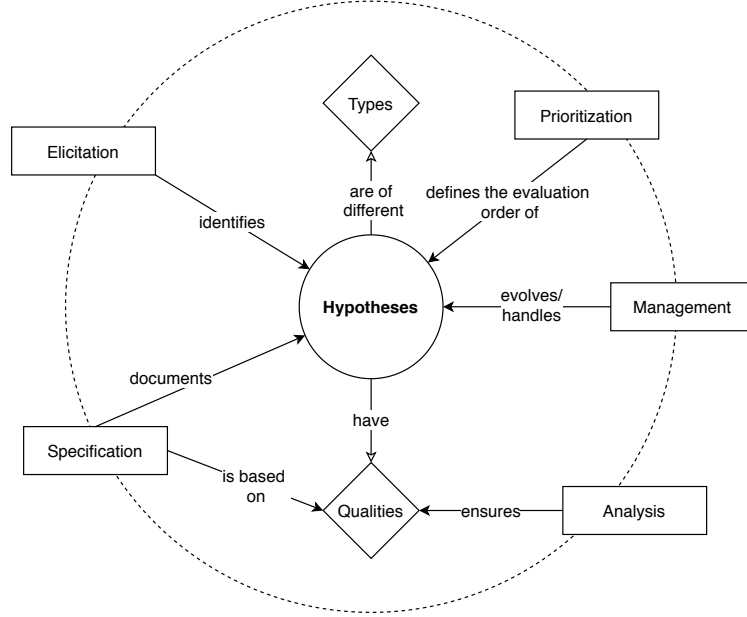 Types
Prioritization
Elicitation
are of
different
defines the evaluation
order of
identifies
Hypotheses
evolves/
handles
Management
documents
have
Specification
is based
on
Qualities
ensures
Analysis